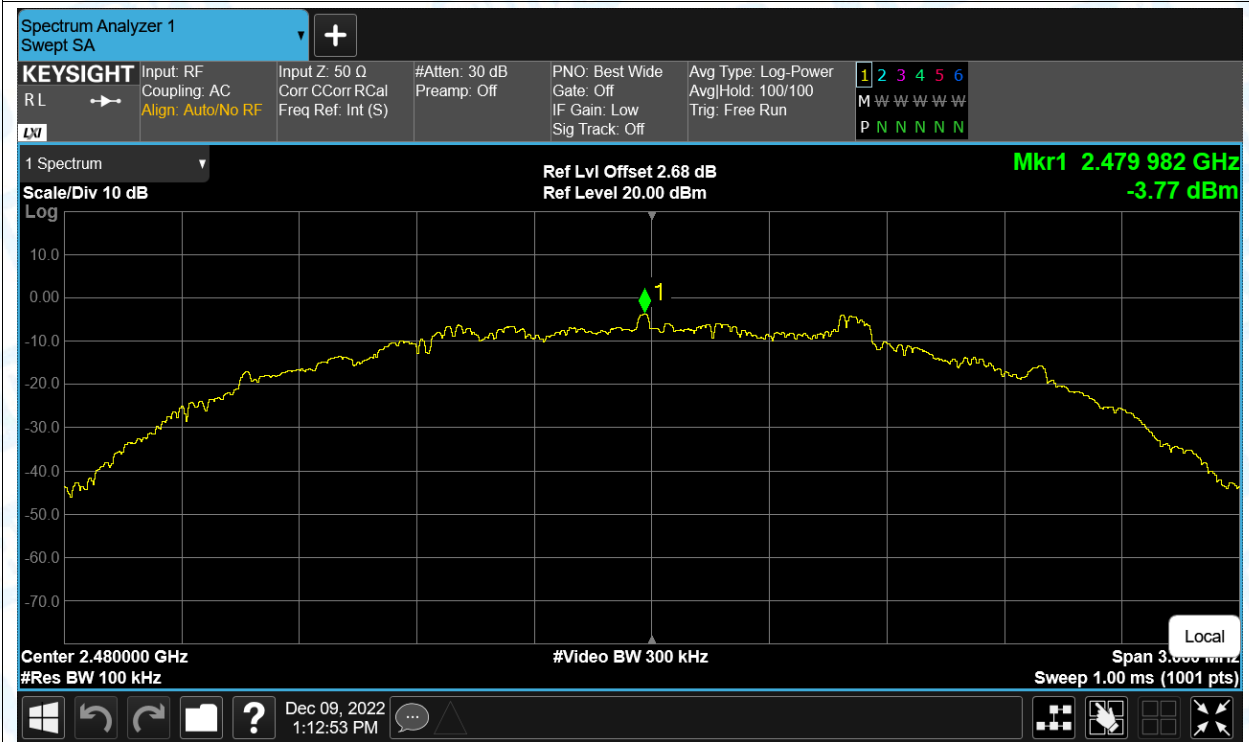 Spectrum Analyzer 1
Swept SA
KEYSIGHT
R L
LXI
Input: RF
Coupling: AC
Align: Auto/No RF
Input Z: 50 Ω
Corr CCorr RCal
Freq Ref: Int (S)
#Atten: 30 dB
Preamp: Off
PNO: Best Wide
Gate: Off
IF Gain: Low
Sig Track: Off
Avg Type: Log-Power
Avg|Hold: 100/100
Trig: Free Run
1 2 3 4 5 6
M W W W W W
P N N N N N
1 Spectrum
Scale/Div 10 dB
Log
Ref Lvl Offset 2.68 dB
Ref Level 20.00 dBm
Mkr1 2.479 982 GHz
-3.77 dBm
10.0
0.00
1
-10.0
-20.0
-30.0
-40.0
-50.0
-60.0
-70.0
Local
Center 2.480000 GHz
#Video BW 300 kHz
Span 3.000 MHz
#Res BW 100 kHz
Sweep 1.00 ms (1001 pts)
?
Dec 09, 2022
1:12:53 PM